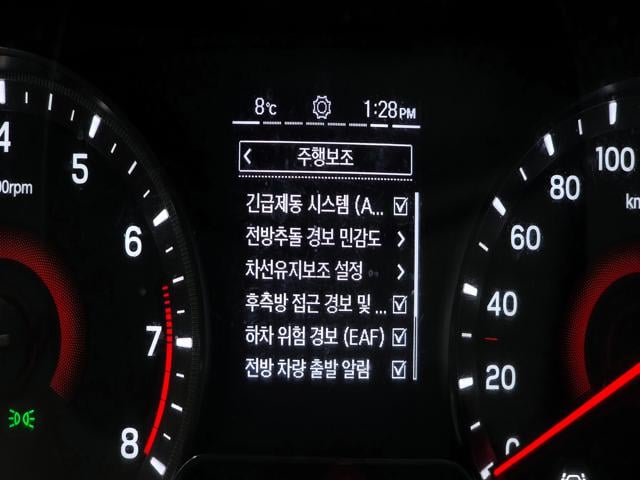 8℃ 1:28PM
< 주행보조
긴급제동 시스템 (A...
전방추돌 경보 민감도 >
차선유지보조 설정 >
후측방 접근 경보 및 ...
하차 위험 경보 (EAF)
전방 차량 출발 알림
4
5
00rpm
6
7
8
100
80
km
60
40
20
0